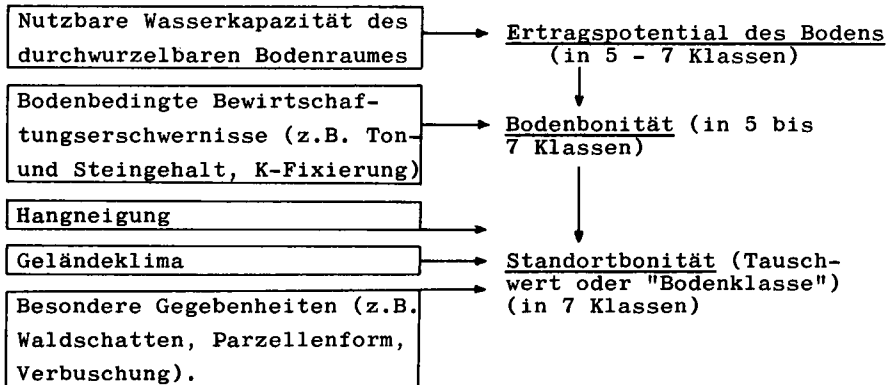 Nutzbare Wasserkapazität des
durchwurzelbaren Bodenraumes
Ertragspotential des Bodens
(in 5 - 7 Klassen)
Bodenbedingte Bewirtschaf-
tungserschwernisse (z.B. Ton-
und Steingehalt, K-Fixierung)
Bodenbonität (in 5 bis
7 Klassen)
Hangneigung
Geländeklima
Besondere Gegebenheiten (z.B.
Waldschatten, Parzellenform,
Verbuschung).
Standortbonität (Tausch-
wert oder "Bodenklasse")
(in 7 Klassen)